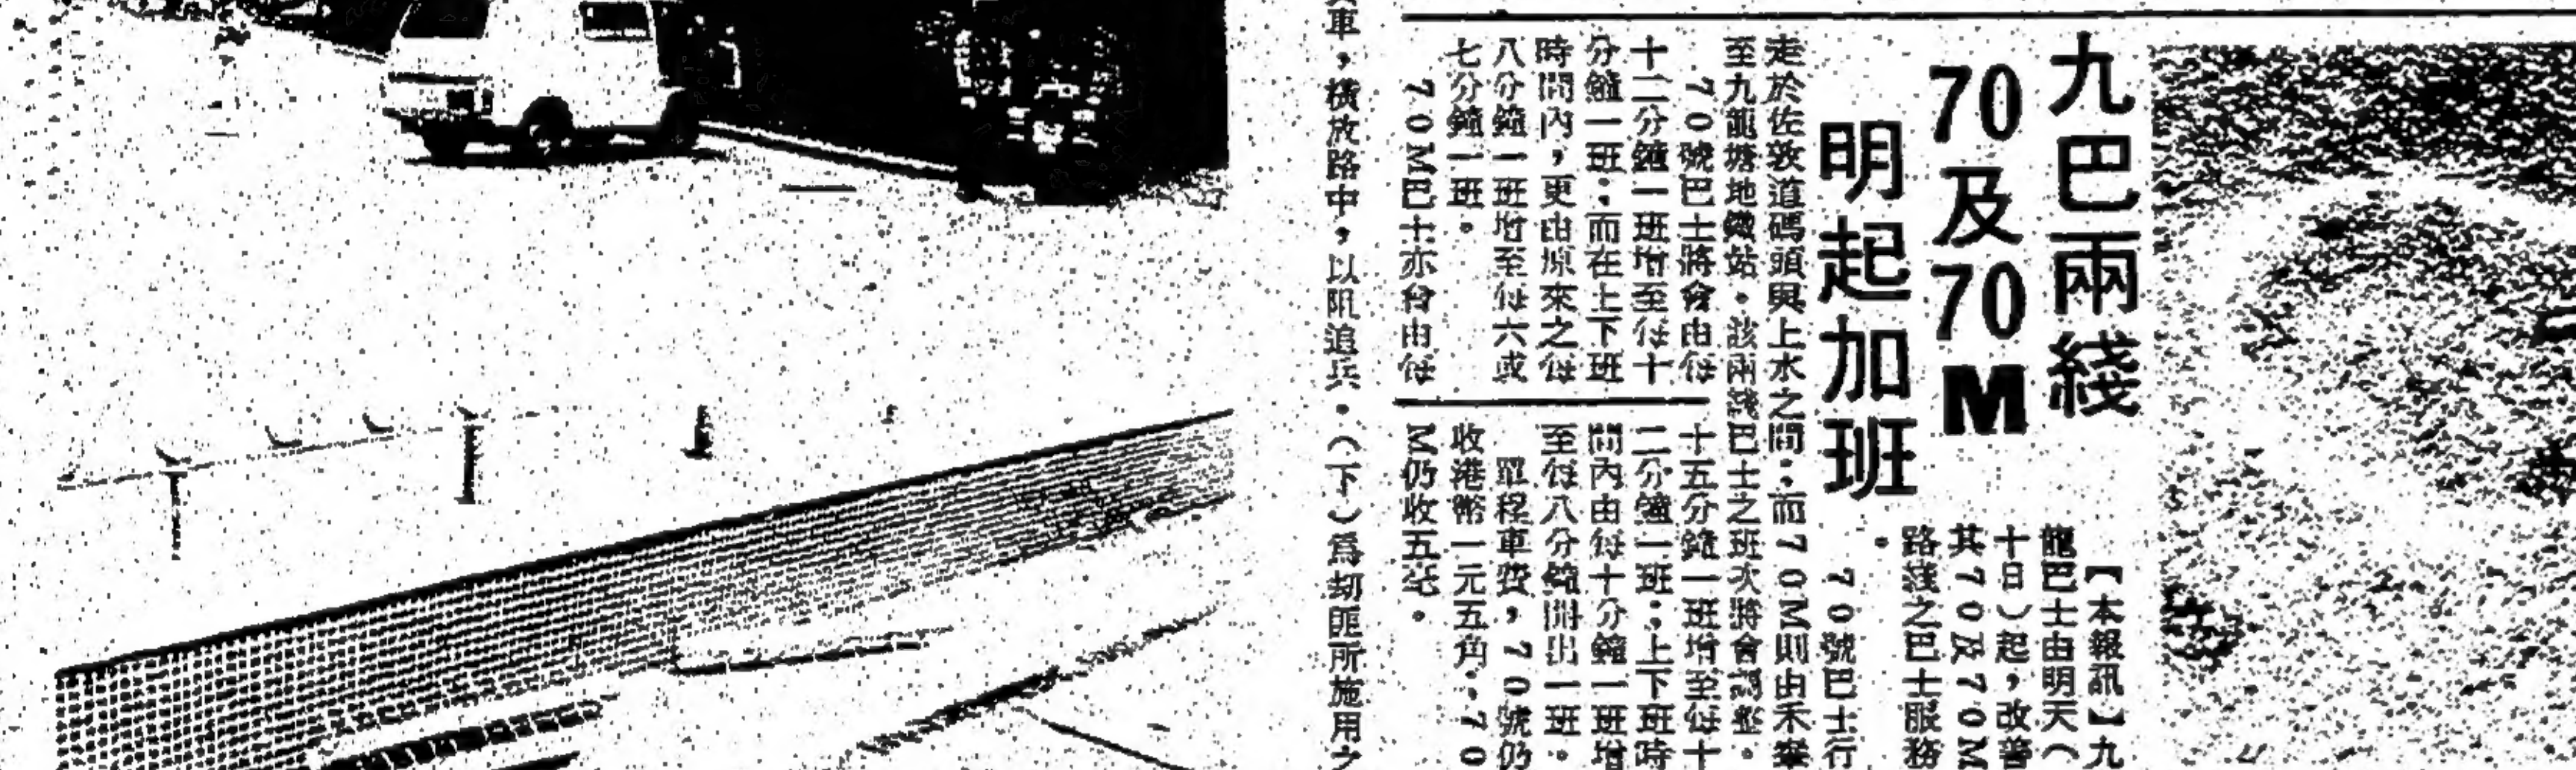 九巴兩綫
70及70M
明起加班
【本報訊】九
龍巴士由明天（
十日）起，改善
其70及70M
路綫之巴士服務
。
70號巴士行
走於佐敦道碼頭與上水之間；而70M則由禾輋
至九龍塘地鐵站。該兩綫巴士之班次將會調整。
70號巴士將會由每
十二分鐘一班增至每十
分鐘一班；而在上下班
時間內，更由原來之每
八分鐘一班增至每六或
七分鐘一班。
70M巴士亦會由每
十五分鐘一班增至每十
二分鐘一班；上下班時
間內由每十分鐘一班增
至每八分鐘開出一班。
單程車費，70號仍
收港幣一元五角，70
M仍收五毫。
車，橫放路中，以阻追兵。（下）爲刧匪所施用之